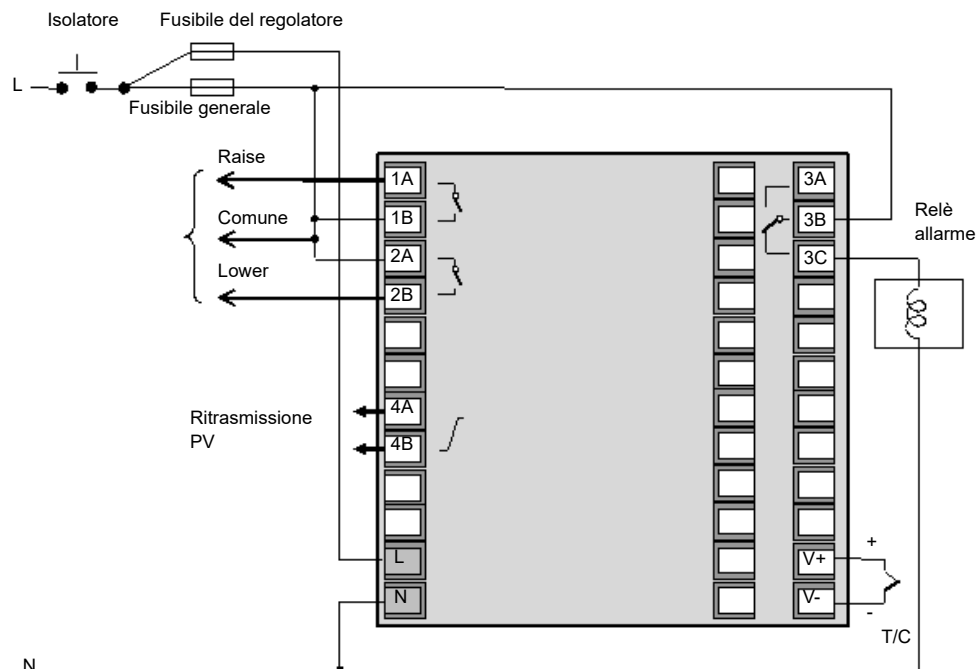 Isolatore
Fusibile del regolatore
L
Fusibile generale
Raise
Comune
Lower
1A
1B
2A
2B
Ritrasmissione
PV
4A
4B
L
N
3A
3B
3C
Relè
allarme
V+
V-
+
-
T/C
N